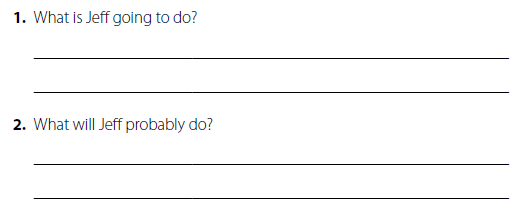 1. What is Jeff going to do?
2. What will Jeff probably do?